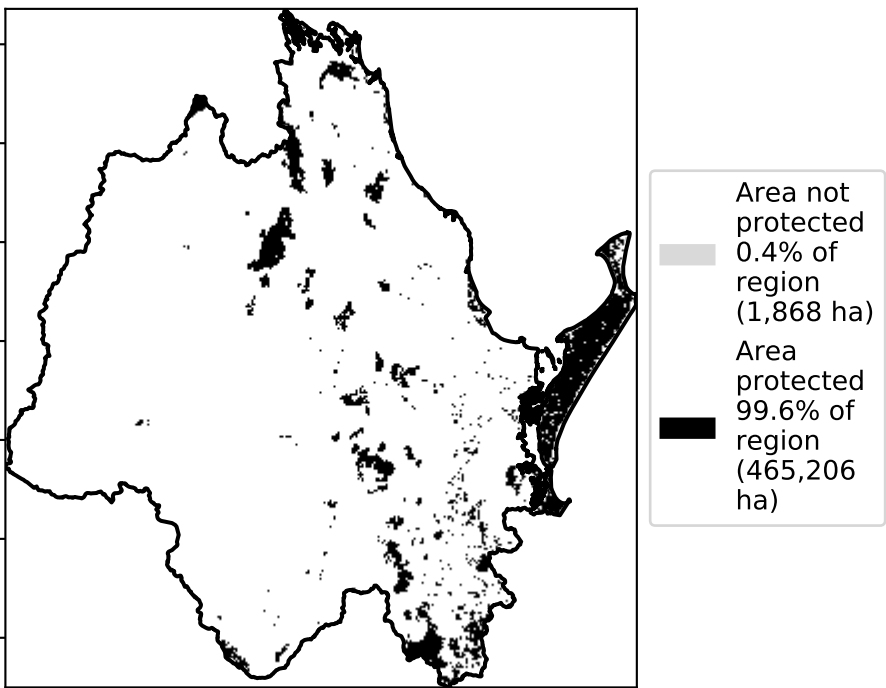 Area not
protected
0.4% of
region
(1,868 ha)
Area
protected
99.6% of
region
(465,206
ha)